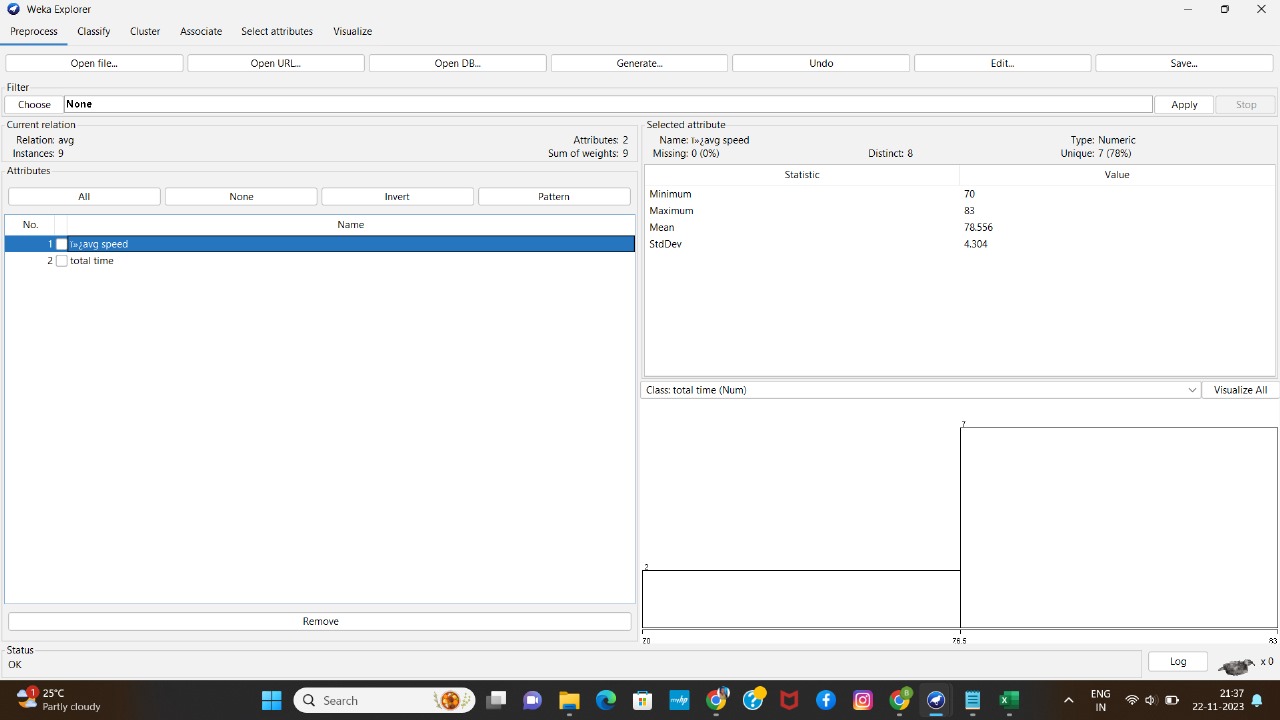 Weka Explorer
Preprocess Classify Cluster Associate Select attributes Visualize
Open file... Open URL... Open DB... Generate... Undo Edit... Save...
Filter
Choose None Apply Stop
Current relation
Relation: avg Attributes: 2
Instances: 9 Sum of weights: 9
Attributes
All None Invert Pattern
No. Name
1 ï»¿avg speed
2 total time
Remove
Selected attribute
Name: ï»¿avg speed Type: Numeric
Missing: 0 (0%) Distinct: 8 Unique: 7 (78%)
Statistic Value
Minimum 70
Maximum 83
Mean 78.556
StdDev 4.304
Class: total time (Num) Visualize All
7
2
70 76.5 83
Status
OK
Log x 0
1 25°C
Partly cloudy
Search
myhp
8
ENG
IN
21:37
22-11-2023